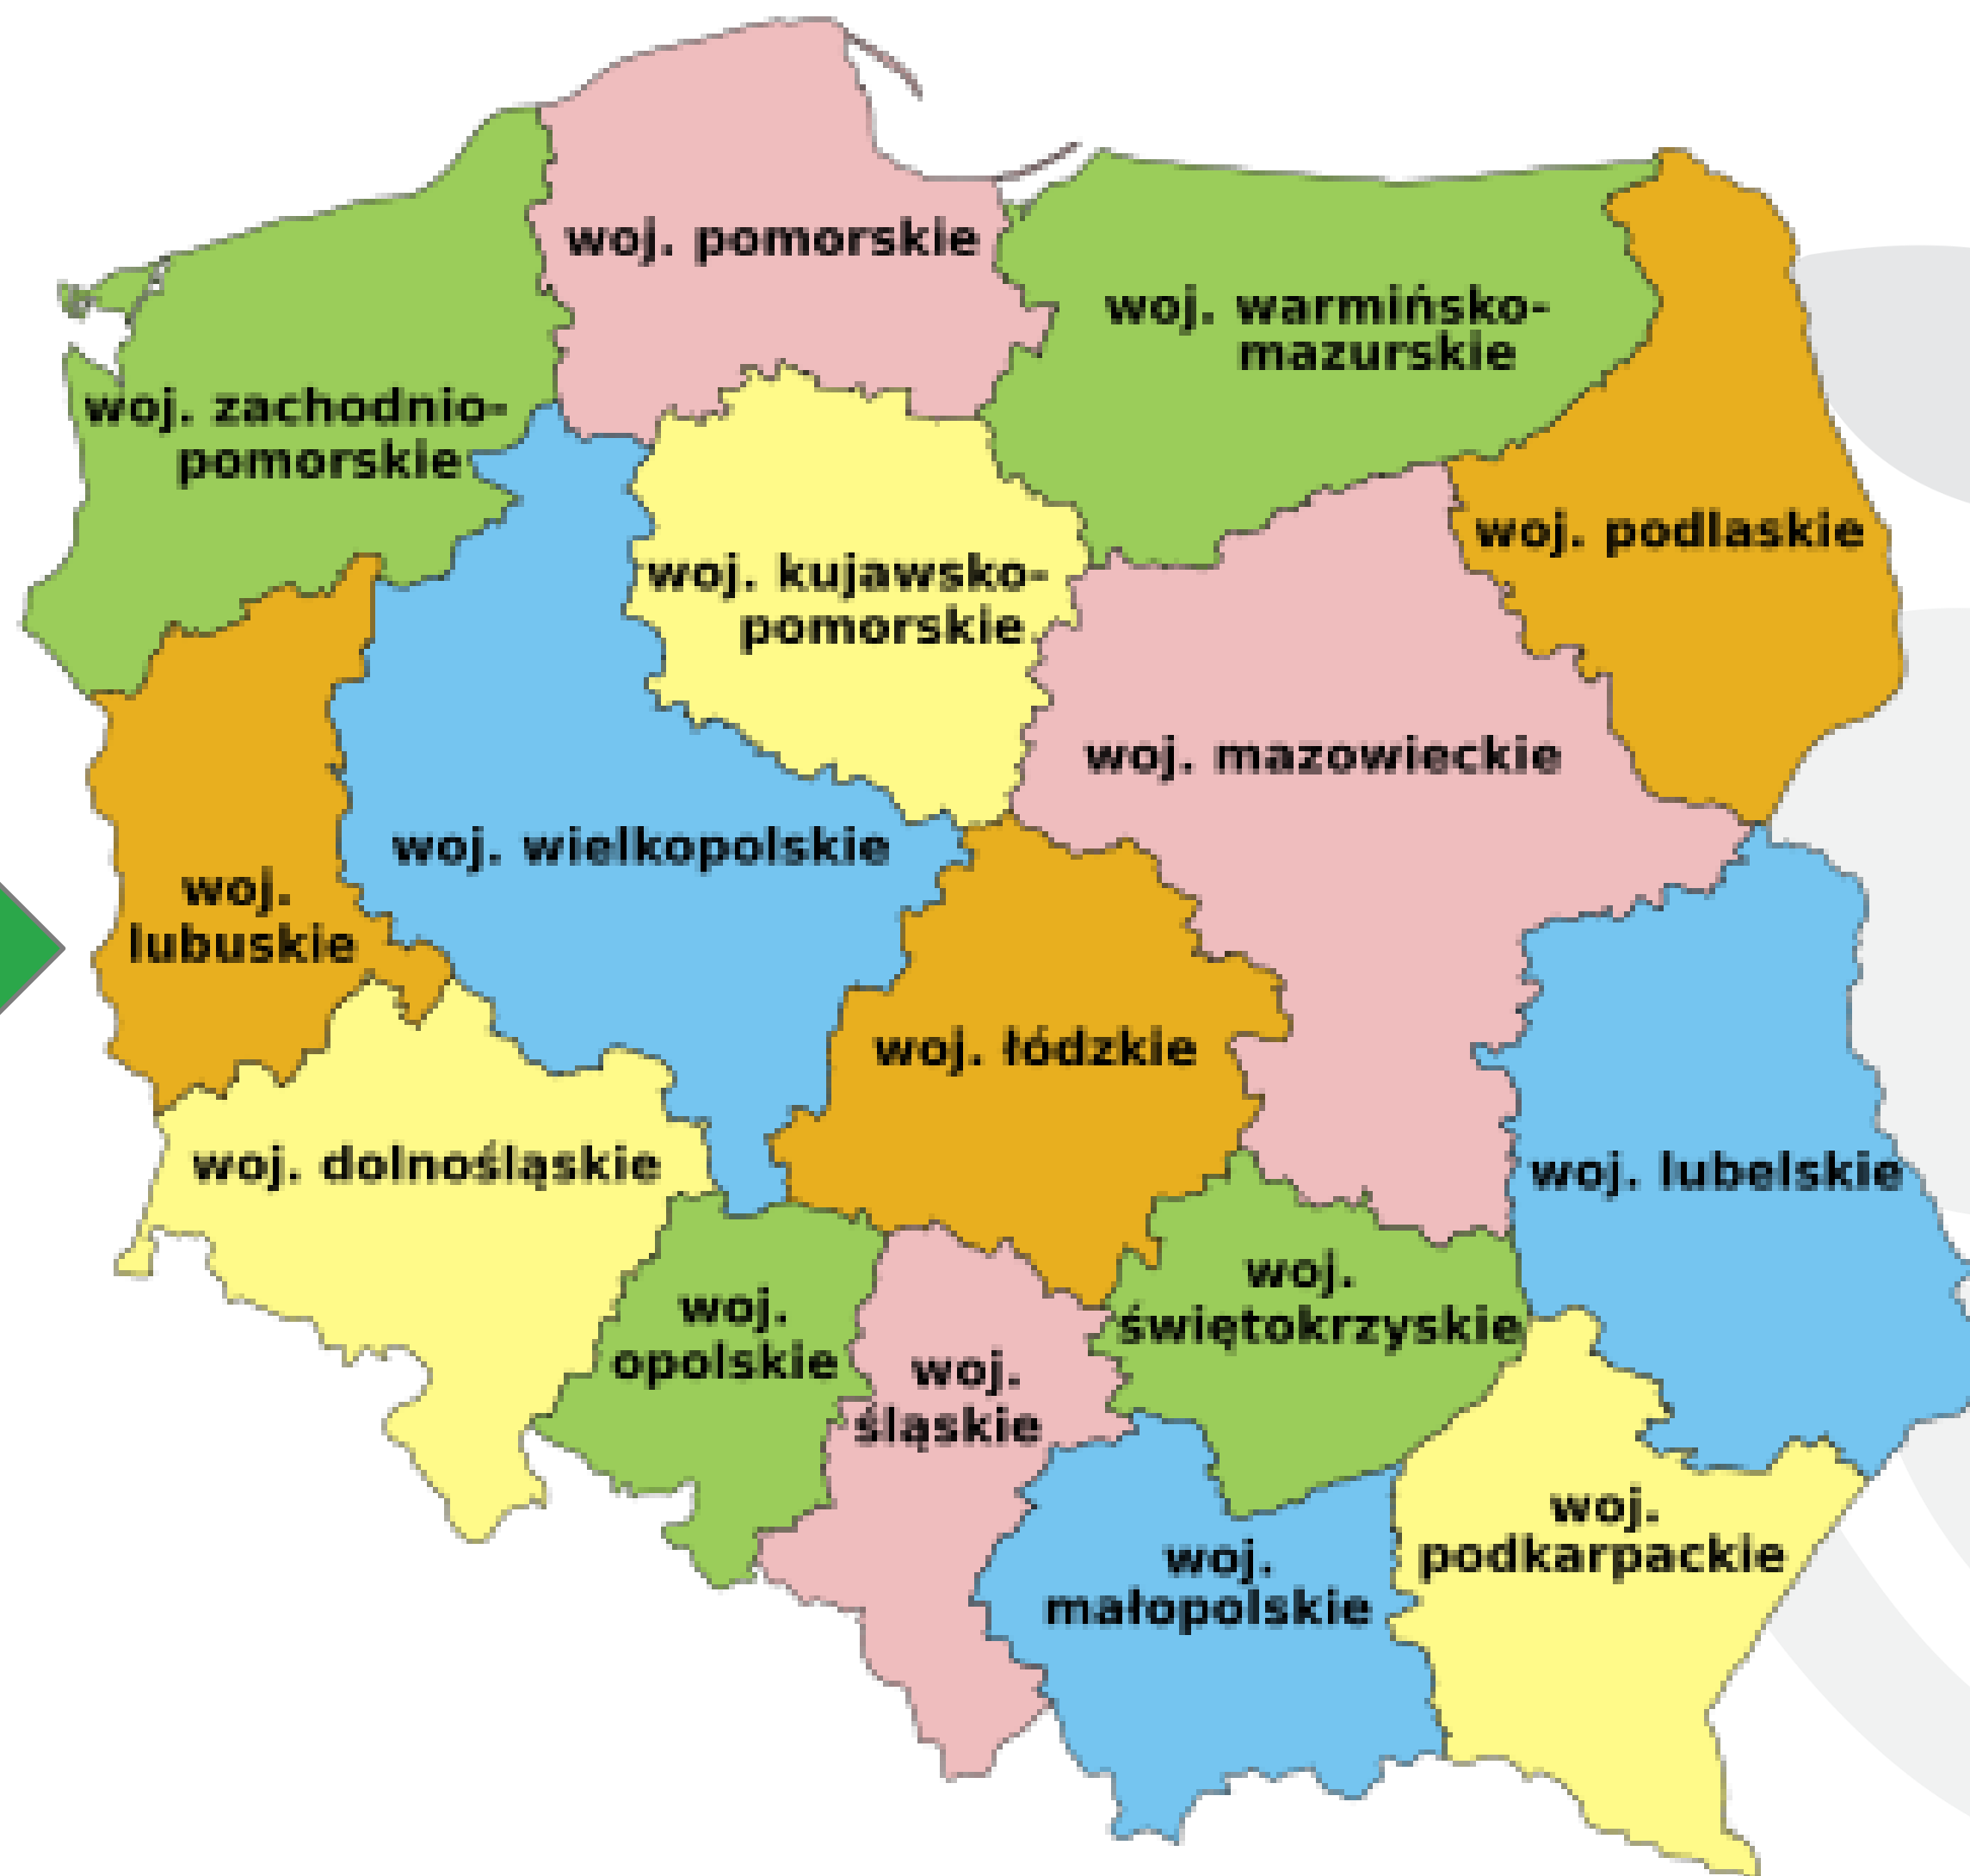 woj. pomorskie
woj. warmińsko-
mazurskie
woj. zachodnio-
pomorskie
woj. podlaskie
woj. kujawsko-
pomorskie
woj. mazowieckie
woj. wielkopolskie
woj.
lubuskie
woj. łódzkie
woj. dolnośląskie
woj. lubelskie
woj.
świętokrzyskie
woj.
opolskie
woj.
śląskie
woj.
podkarpackie
woj.
małopolskie